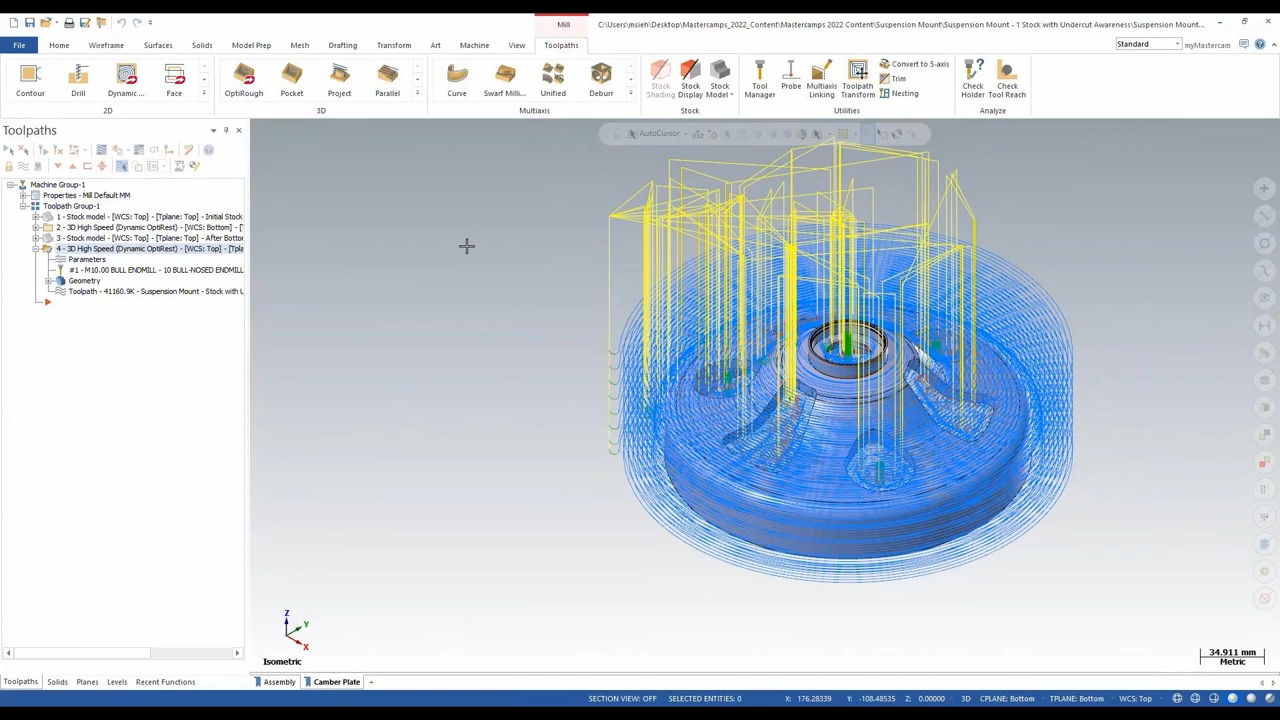 Mill
C:\Users\msieh\Desktop\Mastercamps_2022_Content\Mastercamps 2022 Content\Suspension Mount\Suspension Mount - 1 Stock with Undercut Awareness\Suspension Mount...
File Home Wireframe Surfaces Solids Model Prep Mesh Drafting Transform Art Machine View Toolpaths
Standard myMastercam
Contour Drill Dynamic ... Face
2D
OptiRough Pocket Project Parallel
3D
Curve Swarf Milli... Unified Deburr
Multiaxis
Stock Shading
Stock Display
Stock Model
Stock
Tool Manager
Probe
Multiaxis Linking
Toolpath Transform
Convert to 5-axis
Trim
Nesting
Utilities
Check Holder
Check Tool Reach
Analyze
Toolpaths
AutoCursor
G1
Machine Group-1
Properties - Mill Default MM
Toolpath Group-1
1 - Stock model - [WCS: Top] - [Tplane: Top] - Initial Stock
2 - 3D High Speed (Dynamic OptiRest) - [WCS: Bottom] - [
3 - Stock model - [WCS: Top] - [Tplane: Top] - After Bottom
4 - 3D High Speed (Dynamic OptiRest) - [WCS: Top] - [Tpla
Parameters
#1 - M10.00 BULL ENDMILL - 10 BULL-NOSED ENDMILL
Geometry
Toolpath - 41160.9K - Suspension Mount - Stock with U
Z
Y
X
Isometric
34.911 mm
Metric
Toolpaths Solids Planes Levels Recent Functions
Assembly Camber Plate +
SECTION VIEW: OFF SELECTED ENTITIES: 0 X: 176.28339 Y: -108.48535 Z: 0.00000 3D CPLANE: Bottom TPLANE: Bottom WCS: Top